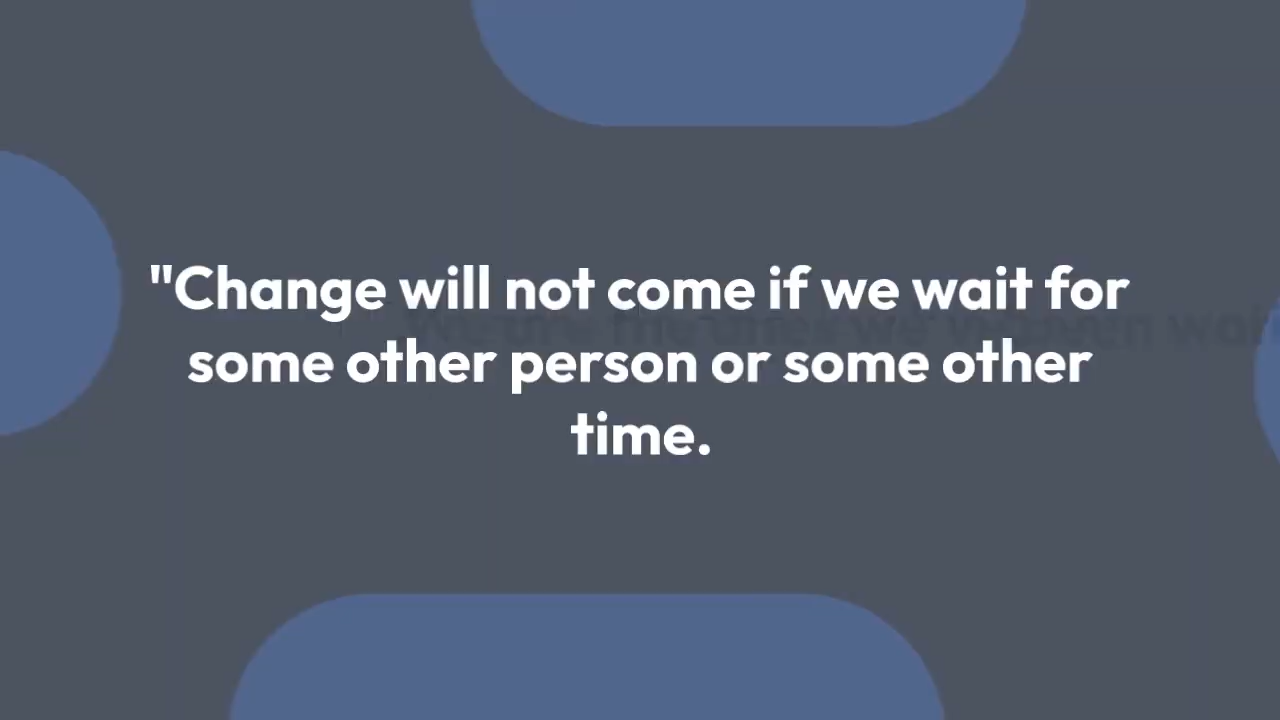 "Change will not come if we wait for
some other person or some other
time.